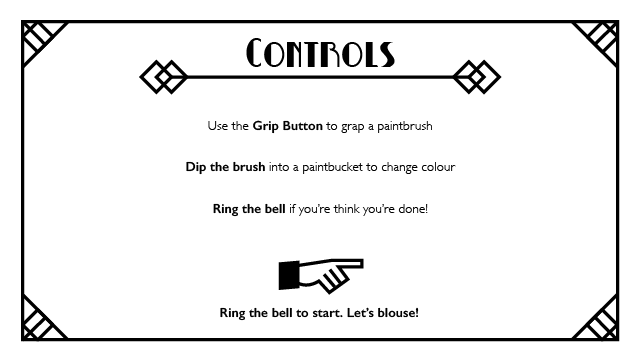 CONTROLS
Use the Grip Button to grap a paintbrush
Dip the brush into a paintbucket to change colour
Ring the bell if you're think you're done!
Ring the bell to start. Let's blouse!